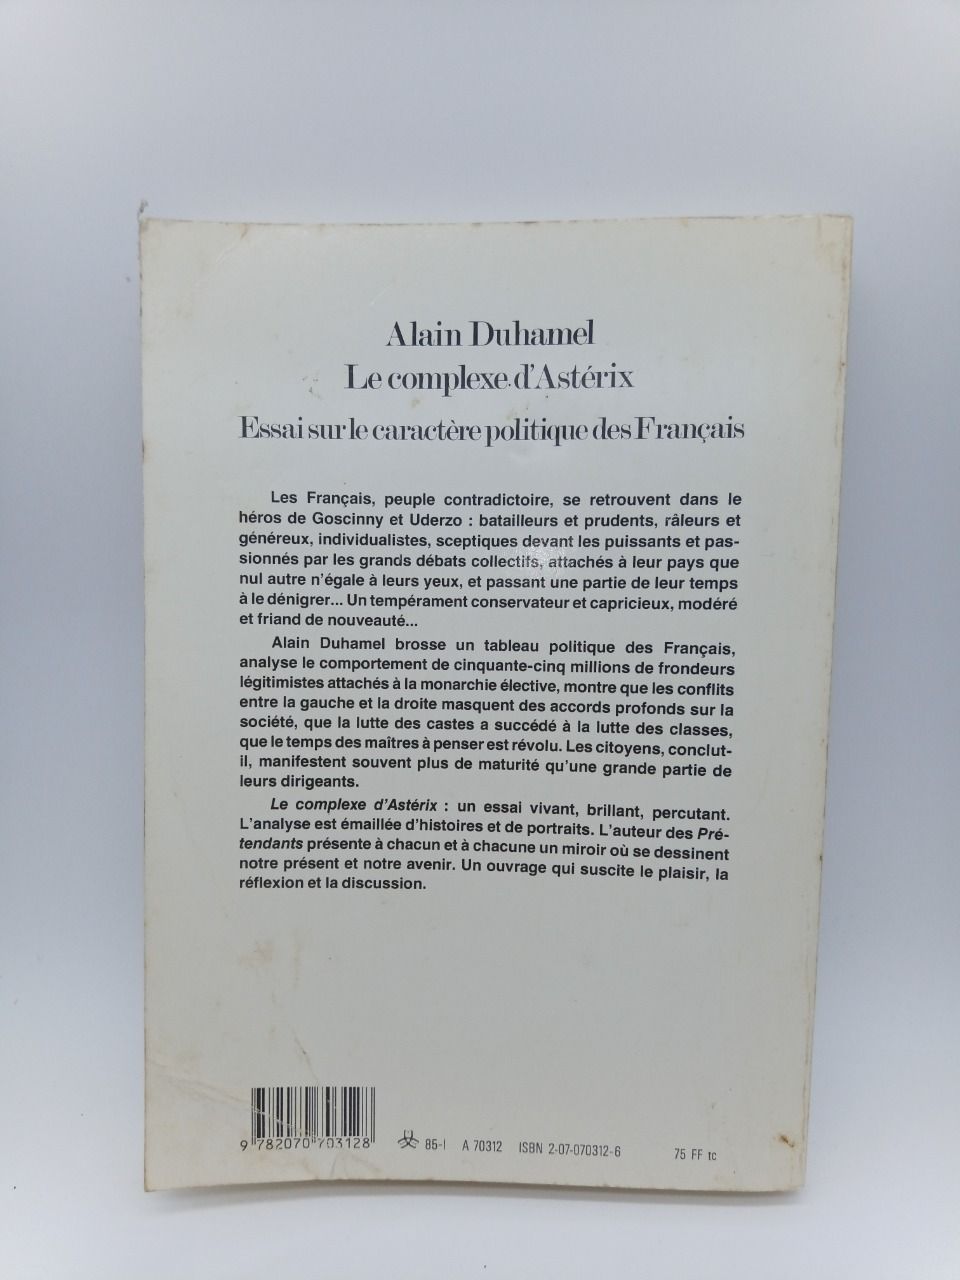 Alain Duhamel
Le complexe d'Astérix
Essai sur le caractère politique des Français
Les Français, peuple contradictoire, se retrouvent dans le
héros de Goscinny et Uderzo : batailleurs et prudents, râleurs et
généreux, individualistes, sceptiques devant les puissants et pas-
sionnés par les grands débats collectifs, attachés à leur pays que
nul autre n'égale à leurs yeux, et passant une partie de leur temps
à le dénigrer... Un tempérament conservateur et capricieux, modéré
et friand de nouveauté...
Alain Duhamel brosse un tableau politique des Français,
analyse le comportement de cinquante-cinq millions de frondeurs
légitimistes attachés à la monarchie élective, montre que les conflits
entre la gauche et la droite masquent des accords profonds sur la
société, que la lutte des castes a succédé à la lutte des classes,
que le temps des maîtres à penser est révolu. Les citoyens, conclut-
il, manifestent souvent plus de maturité qu'une grande partie de
leurs dirigeants.
Le complexe d'Astérix : un essai vivant, brillant, percutant.
L'analyse est émaillée d'histoires et de portraits. L'auteur des Pré-
tendants présente à chacun et à chacune un miroir où se dessinent
notre présent et notre avenir. Un ouvrage qui suscite le plaisir, la
réflexion et la discussion.
9 782070 703128 85-I A 70312 ISBN 2-07-070312-6 75 FF tc